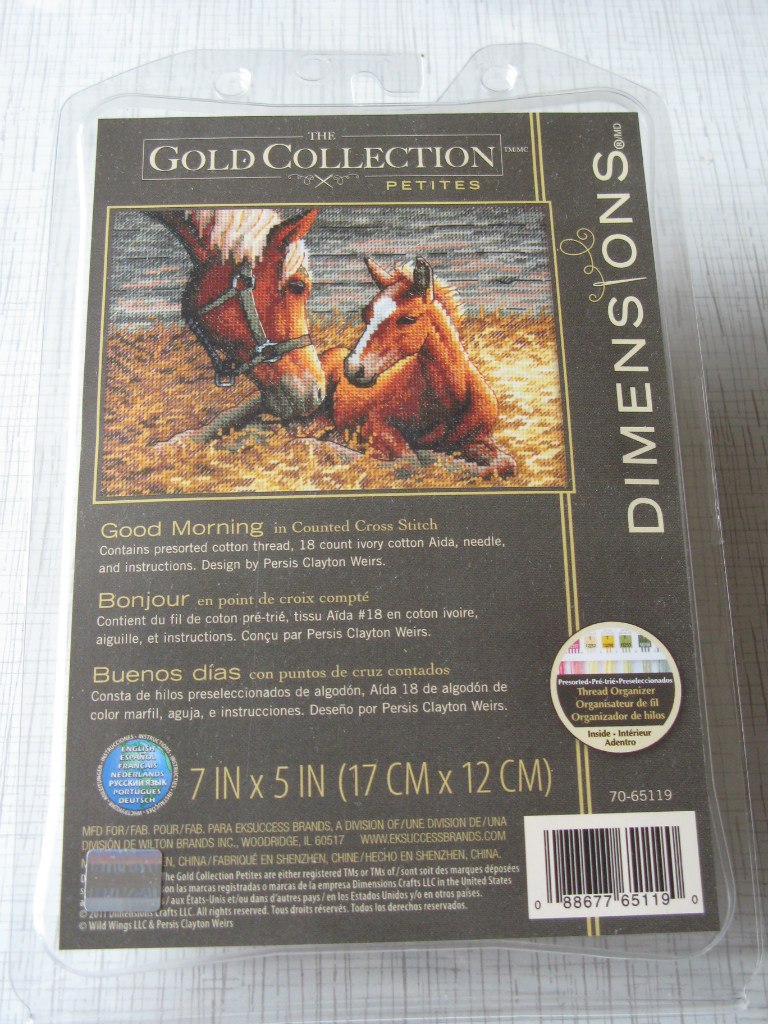 THE
GOLD COLLECTION TM/MC
PETITES
DIMENSIONS ®/MD
Good Morning in Counted Cross Stitch
Contains presorted cotton thread, 18 count ivory cotton Aida, needle,
and instructions. Design by Persis Clayton Weirs.
Bonjour en point de croix compté
Contient du fil de coton pré-trié, tissu Aïda #18 en coton ivoire,
aiguille, et instructions. Conçu par Persis Clayton Weirs.
Buenos días con puntos de cruz contados
Consta de hilos preseleccionados de algodón, Aída 18 de algodón de
color marfil, aguja, e instrucciones. Deseño por Persis Clayton Weirs.
Presorted•Pré-trié•Preseleccionados
Thread Organizer
Organisateur de fil
Organizador de hilos
Inside • Intérieur
Adentro
ENGLISH
ESPAÑOL
FRANÇAIS
NEDERLANDS
РУССКИЙ ЯЗЫК
PORTUGUES
DEUTSCH
7 IN x 5 IN (17 CM x 12 CM)
70-65119
MFD FOR/FAB. POUR/FAB. PARA EKSUCCESS BRANDS, A DIVISION OF/UNE DIVISION DE/UNA
DIVISIÓN DE WILTON BRANDS INC., WOODRIDGE, IL 60517 WWW.EKSUCCESSBRANDS.COM
EN, CHINA/FABRIQUÉ EN SHENZHEN, CHINE/HECHO EN SHENZHEN, CHINA.
The Gold Collection Petites are either registered TMs or TMs of/sont soit des marques déposées
son las marcas registradas o marcas de la empresa Dimensions Crafts LLC in the United States
/aux États-Unis et/ou dans d'autres pays/en los Estados Unidos y/o en otros países.
© 2011 Dimensions Crafts LLC. All rights reserved. Tous droits réservés. Todos los derechos reservados.
© Wild Wings LLC & Persis Clayton Weirs
0 88677 65119 0